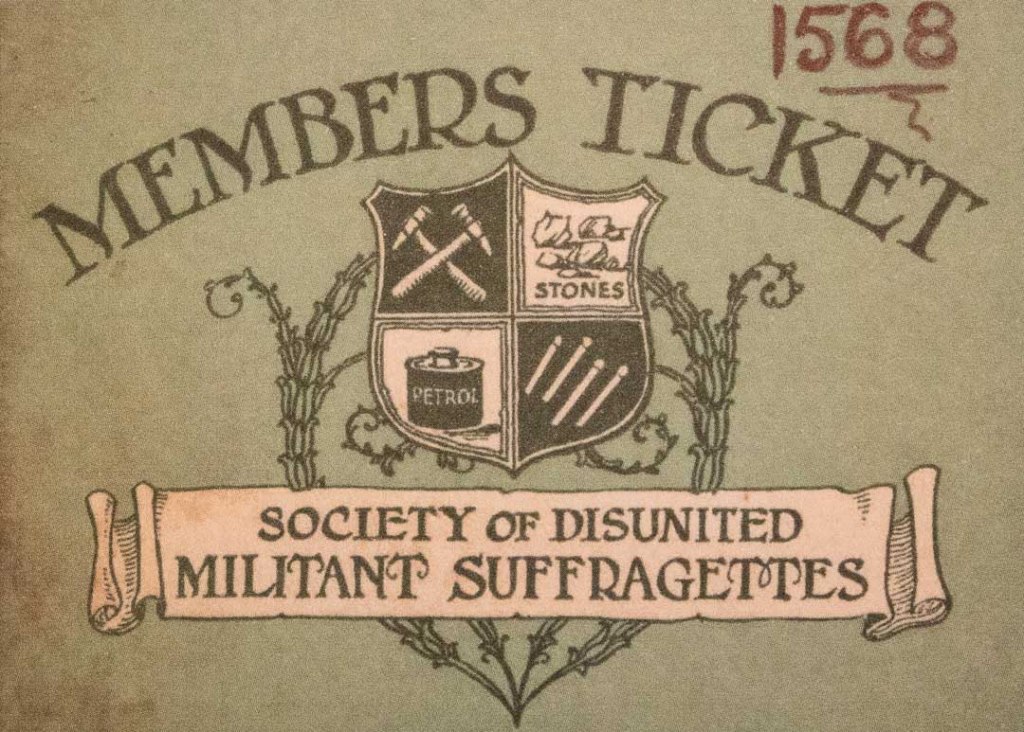 1568
MEMBERS TICKET
STONES
PETROL
SOCIETY OF DISUNITED
MILITANT SUFFRAGETTES